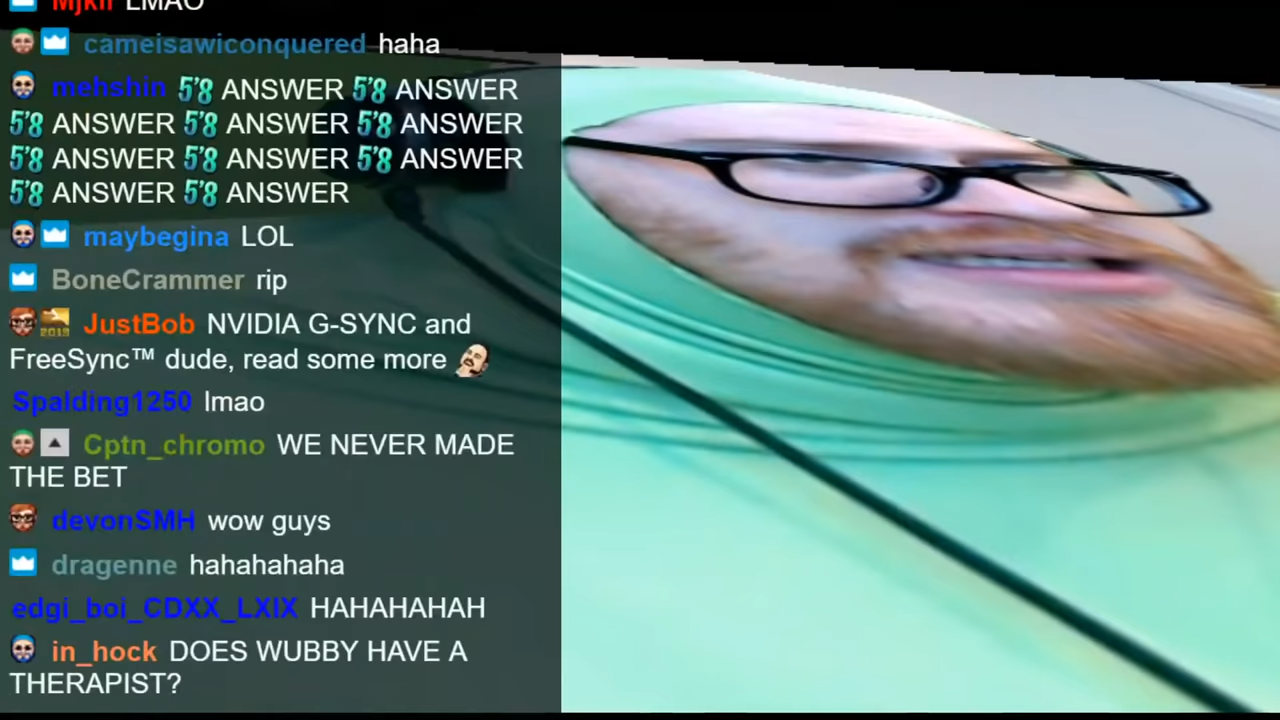 Mjkii LMAO
cameisawiconquered haha
mehshin 5'8 ANSWER 5'8 ANSWER
5'8 ANSWER 5'8 ANSWER 5'8 ANSWER
5'8 ANSWER 5'8 ANSWER 5'8 ANSWER
5'8 ANSWER 5'8 ANSWER
maybegina LOL
BoneCrammer rip
2019 JustBob NVIDIA G-SYNC and
FreeSync™ dude, read some more
Spalding1250 lmao
Cptn_chromo WE NEVER MADE
THE BET
devonSMH wow guys
dragenne hahahahaha
edgi_boi_CDXX_LXIX HAHAHAHAH
in_hock DOES WUBBY HAVE A
THERAPIST?